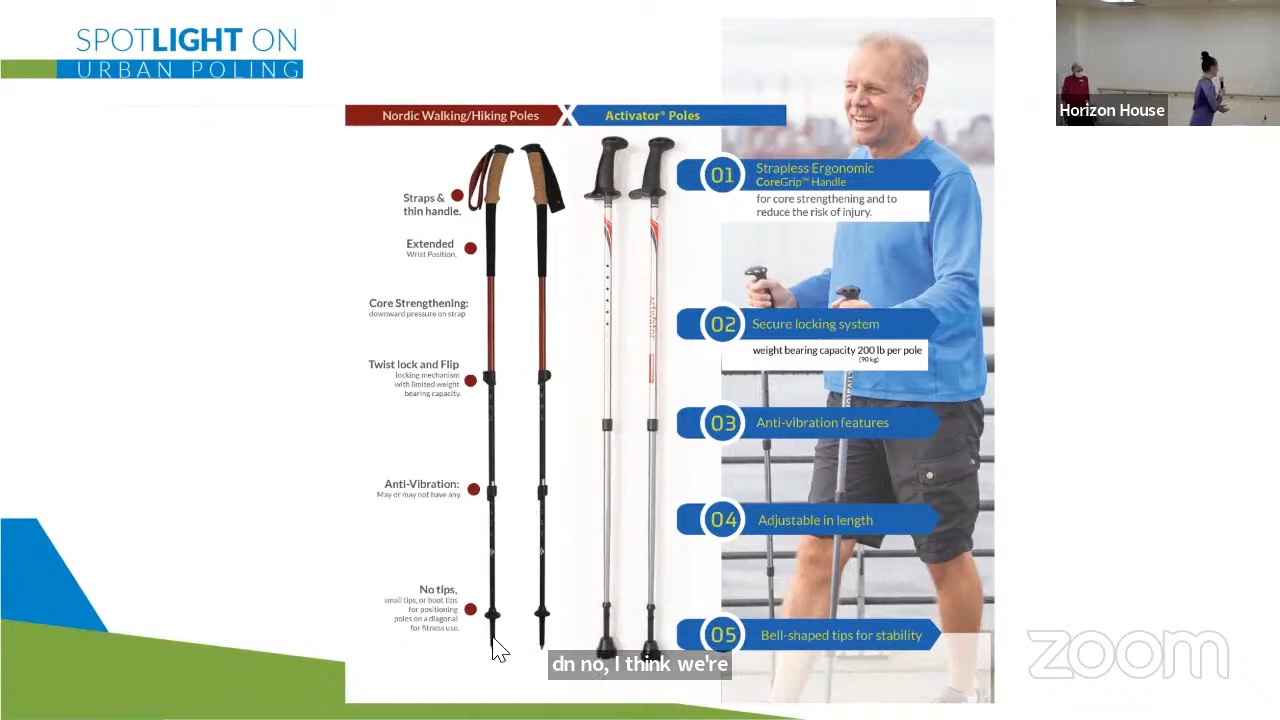 SPOTLIGHT ON
URBAN POLING
Horizon House
Nordic Walking/Hiking Poles
Activator® Poles
Straps &
thin handle.
Extended
Wrist Position.
Core Strengthening:
downward pressure on strap
Twist lock and Flip
locking mechanism
with limited weight
bearing capacity.
Anti-Vibration:
May or may not have any.
No tips,
small tips, or boot tips
for positioning
poles on a diagonal
for fitness use.
01
Strapless Ergonomic
CoreGrip™ Handle
for core strengthening and to
reduce the risk of injury.
02
Secure locking system
weight bearing capacity 200 lb per pole
(90 kg)
03
Anti-vibration features
04
Adjustable in length
05
Bell-shaped tips for stability
dn no, I think we're
zoom